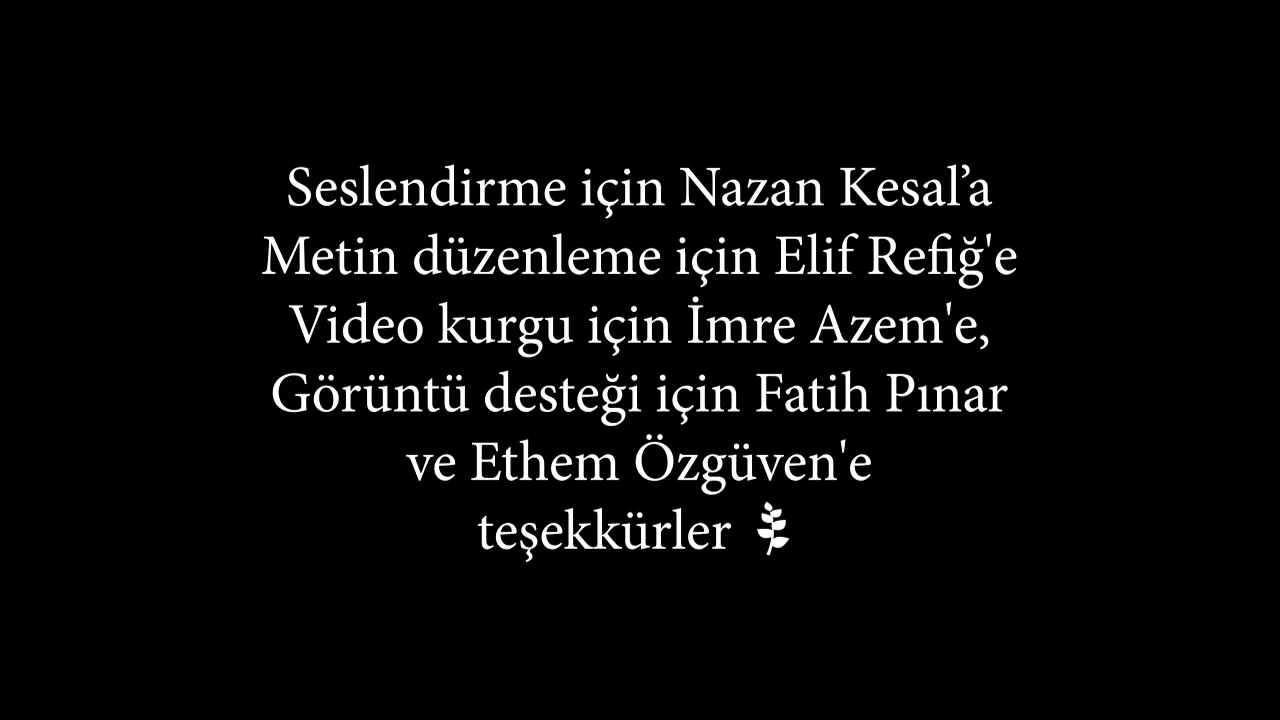 Seslendirme için Nazan Kesal’a
Metin düzenleme için Elif Refiğ'e
Video kurgu için İmre Azem'e,
Görüntü desteği için Fatih Pınar
ve Ethem Özgüven'e
teşekkürler